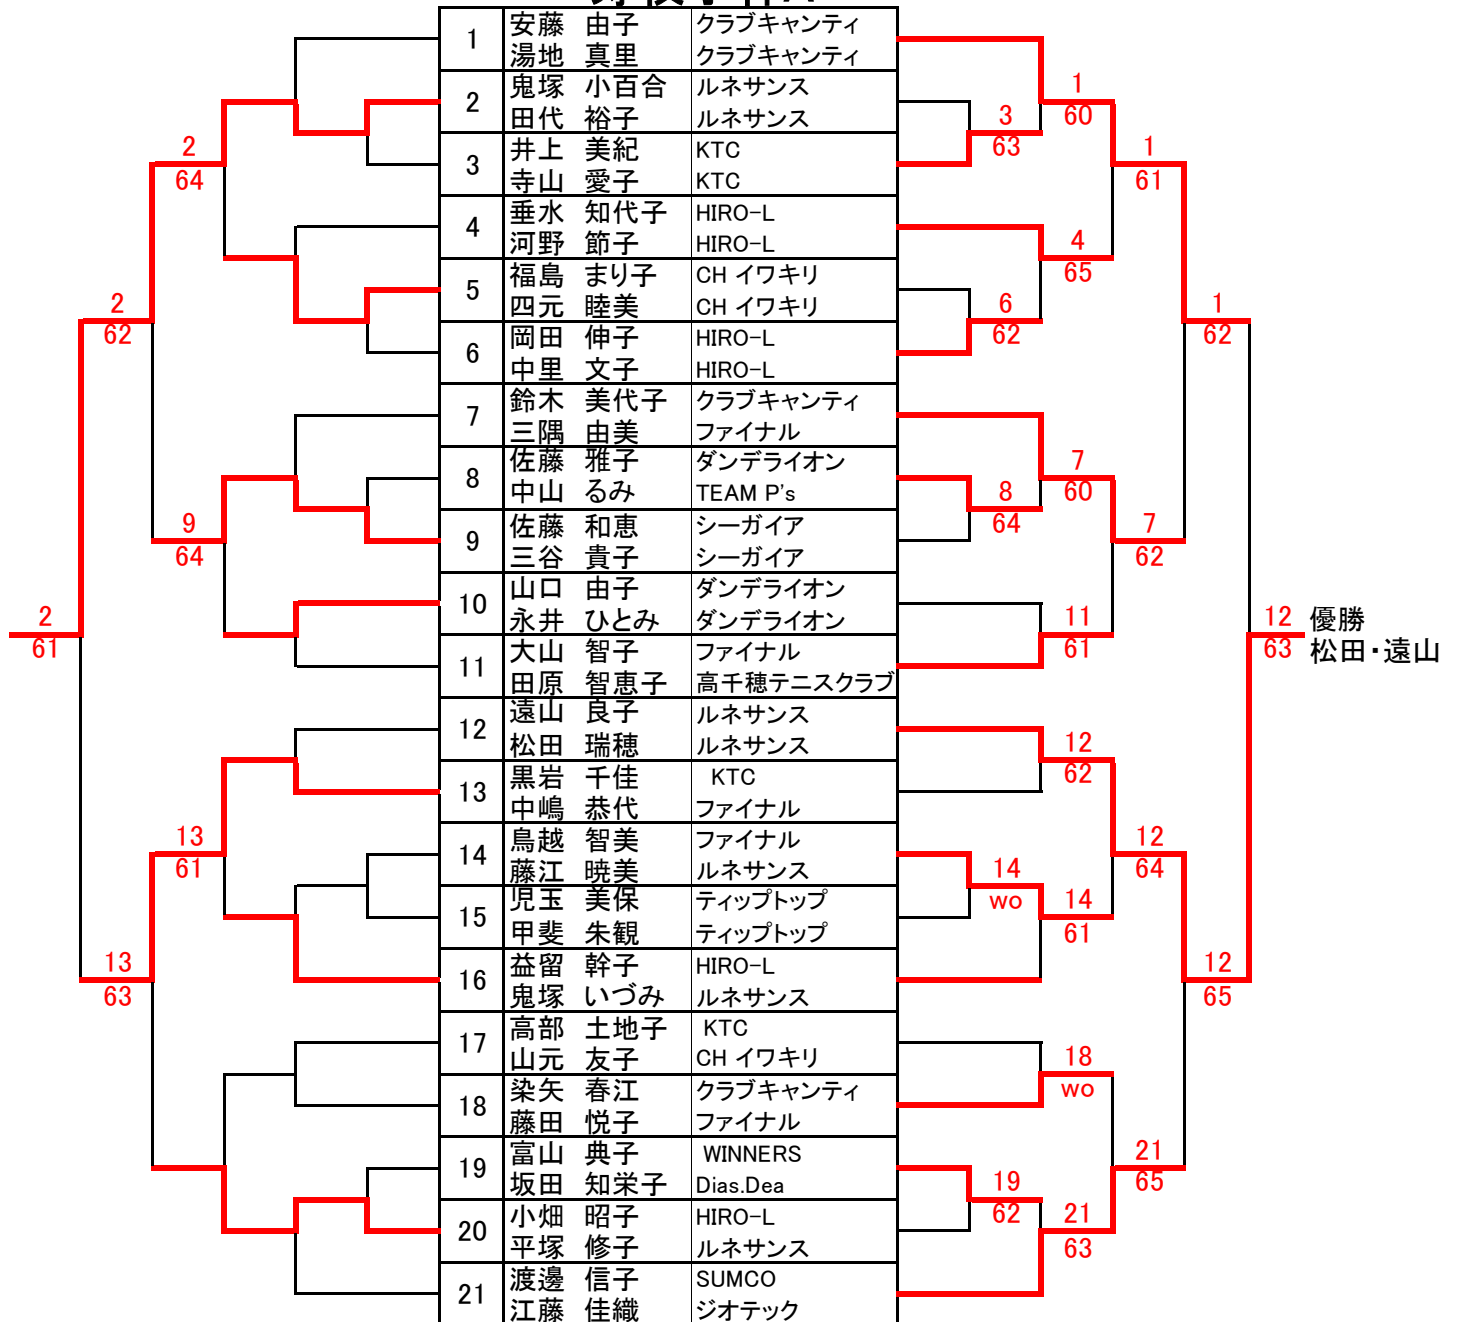 1 安藤 由子 クラブキャンティ
湯地 真里 クラブキャンティ
2 鬼塚 小百合 ルネサンス
田代 裕子 ルネサンス
3 井上 美紀 KTC
寺山 愛子 KTC
4 垂水 知代子 HIRO-L
河野 節子 HIRO-L
5 福島 まり子 CH イワキリ
四元 睦美 CH イワキリ
6 岡田 伸子 HIRO-L
中里 文子 HIRO-L
7 鈴木 美代子 クラブキャンティ
三隅 由美 ファイナル
8 佐藤 雅子 ダンデライオン
中山 るみ TEAM P's
9 佐藤 和恵 シーガイア
三谷 貴子 シーガイア
10 山口 由子 ダンデライオン
永井 ひとみ ダンデライオン
11 大山 智子 ファイナル
田原 智恵子 高千穂テニスクラブ
12 遠山 良子 ルネサンス
松田 瑞穂 ルネサンス
13 黒岩 千佳 KTC
中嶋 恭代 ファイナル
14 鳥越 智美 ファイナル
藤江 暁美 ルネサンス
15 児玉 美保 ティップトップ
甲斐 朱観 ティップトップ
16 益留 幹子 HIRO-L
鬼塚 いづみ ルネサンス
17 高部 土地子 KTC
山元 友子 CH イワキリ
18 染矢 春江 クラブキャンティ
藤田 悦子 ファイナル
19 富山 典子 WINNERS
坂田 知栄子 Dias.Dea
20 小畑 昭子 HIRO-L
平塚 修子 ルネサンス
21 渡邊 信子 SUMCO
江藤 佳織 ジオテック
2
64
2
62
9
64
2
61
13
61
13
63
3
63
6
62
8
64
14
wo
19
62
1
60
4
65
7
60
11
61
12
62
14
61
18
wo
21
63
1
61
7
62
12
64
21
65
1
62
12
65
12
63
優勝
松田・遠山